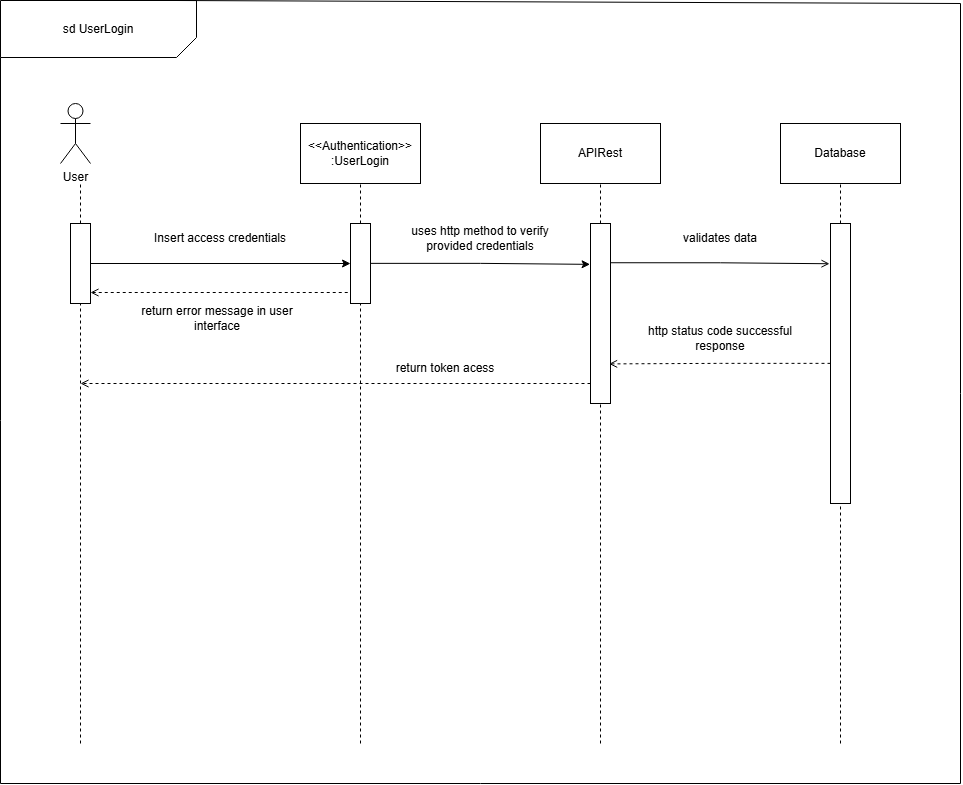 sd UserLogin
User
<<Authentication>>
:UserLogin
APIRest
Database
Insert access credentials
uses http method to verify
provided credentials
validates data
return error message in user
interface
http status code successful
response
return token acess